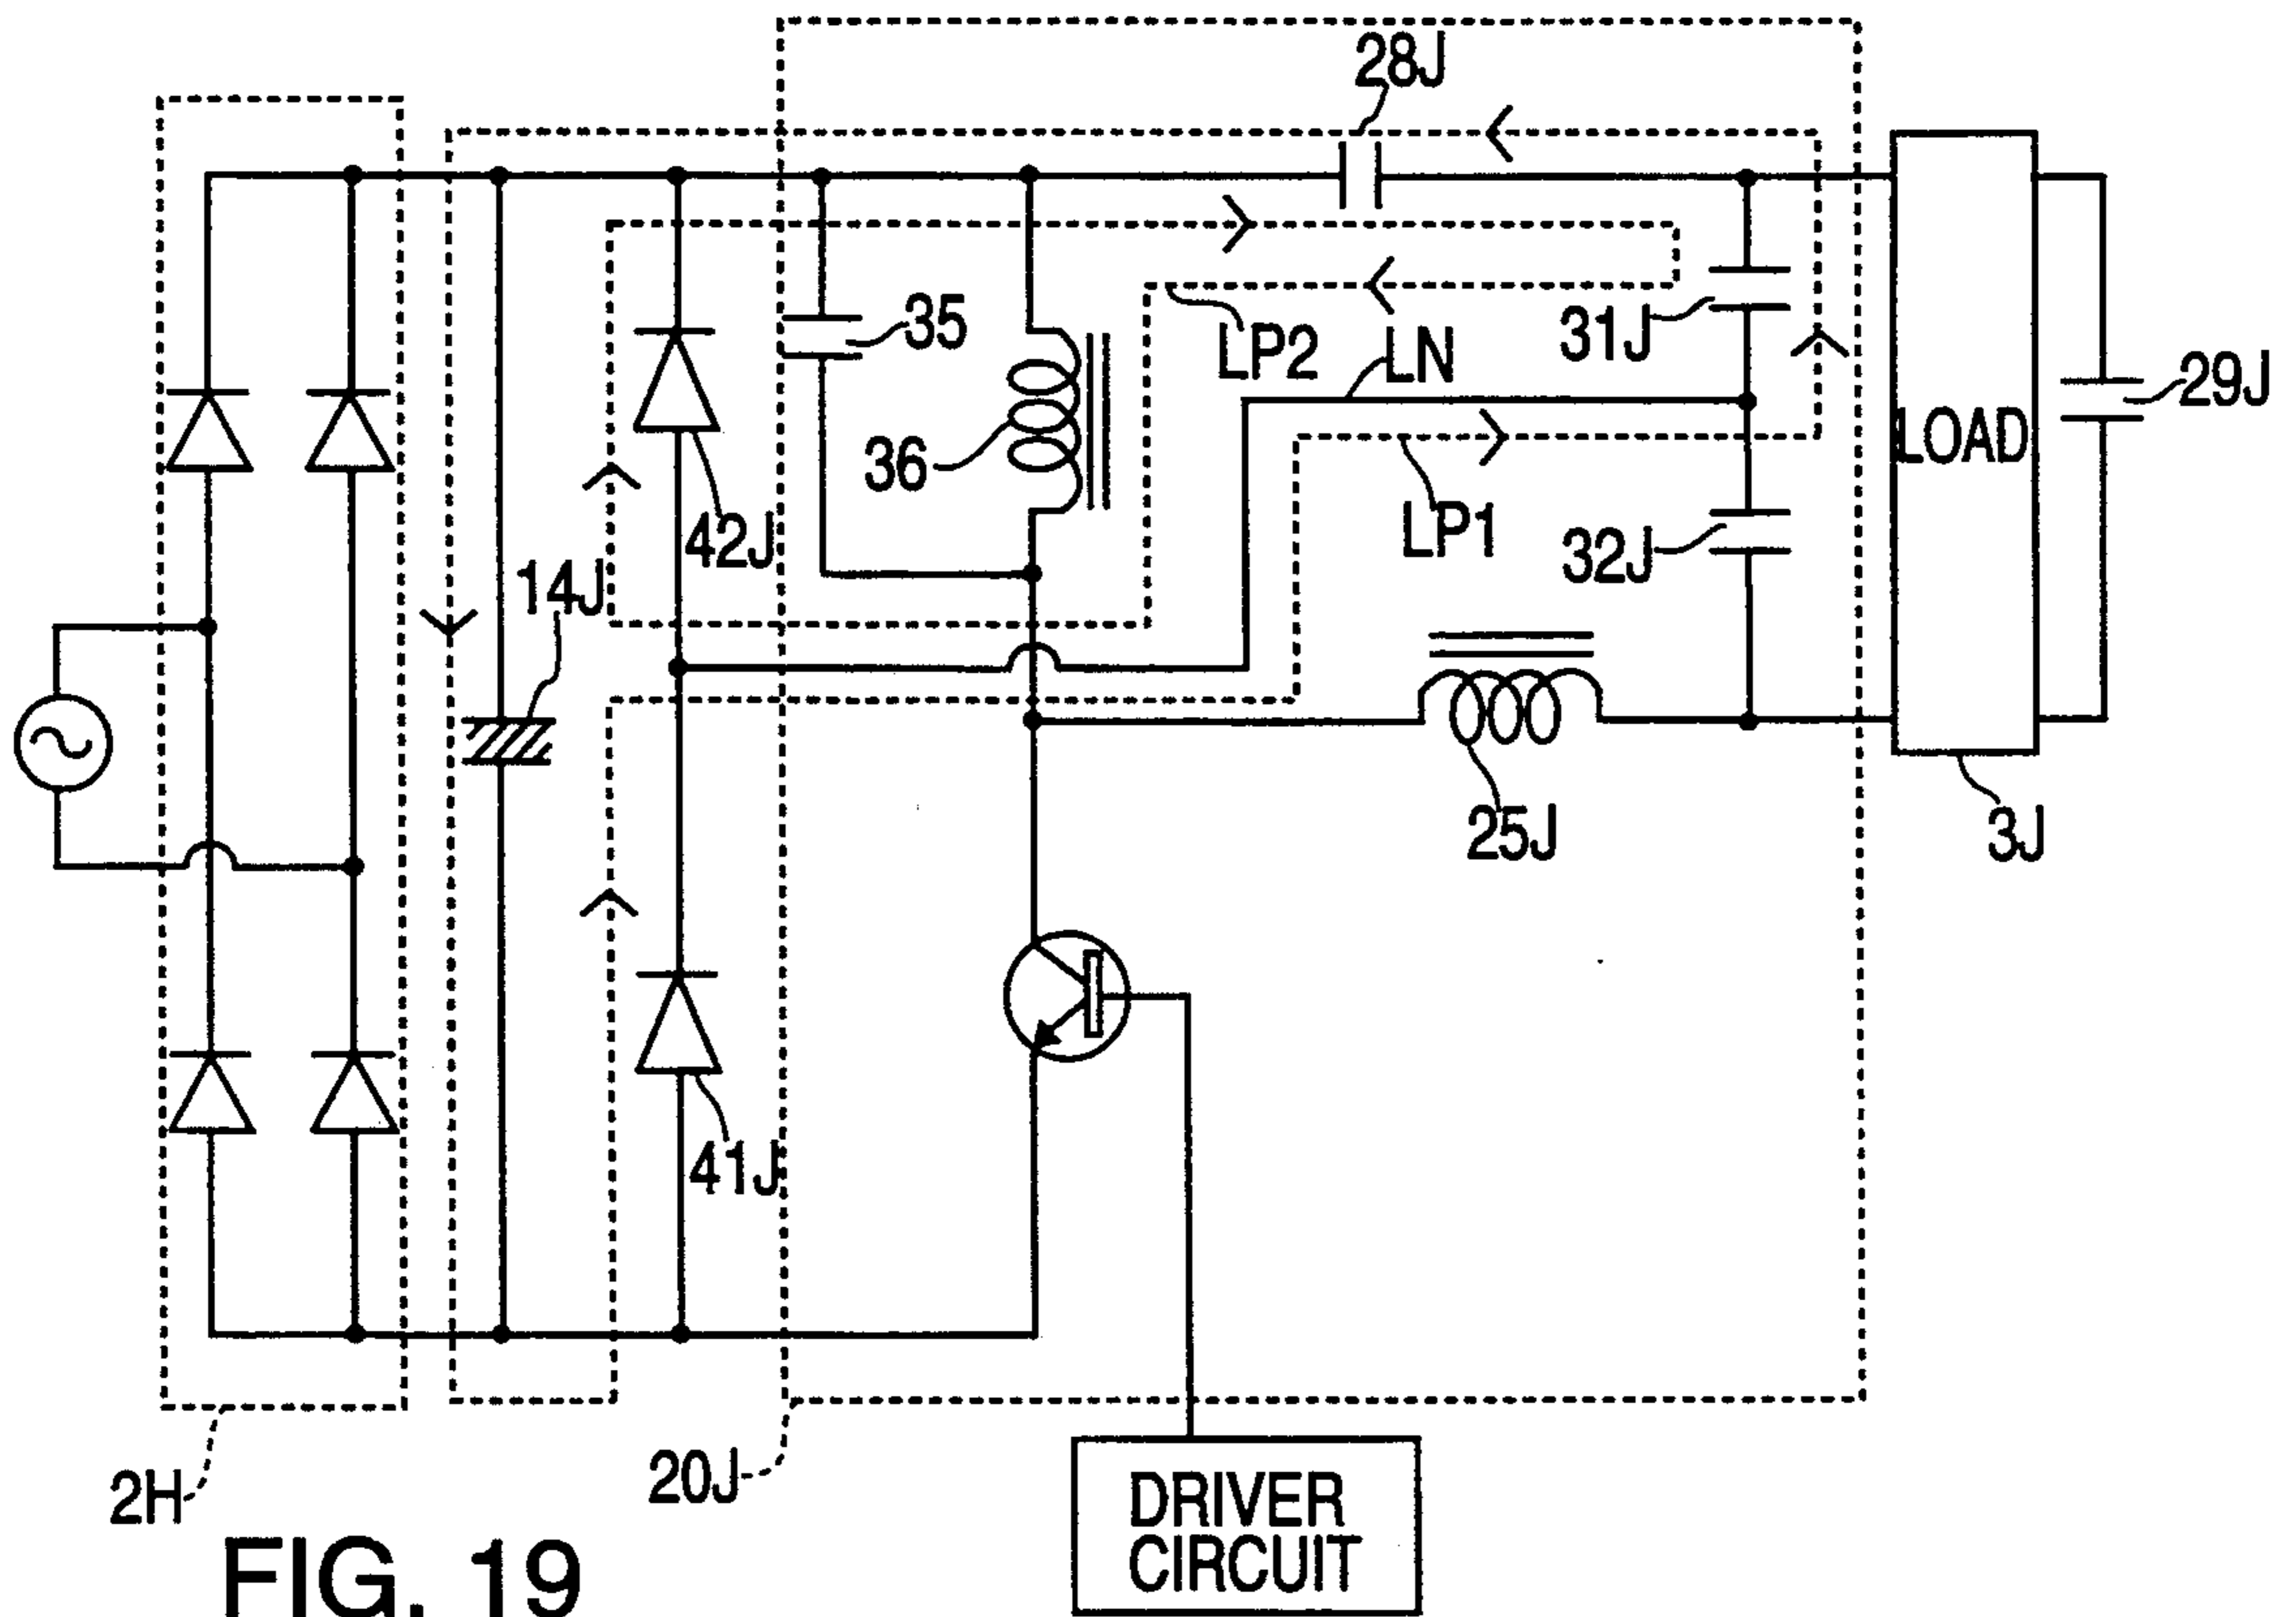 28J
35
LP2
LN
31J
29J
36
LOAD
42J
LP1
32J
14J
25J
3J
41J
2H
20J
DRIVER
CIRCUIT
FIG. 19